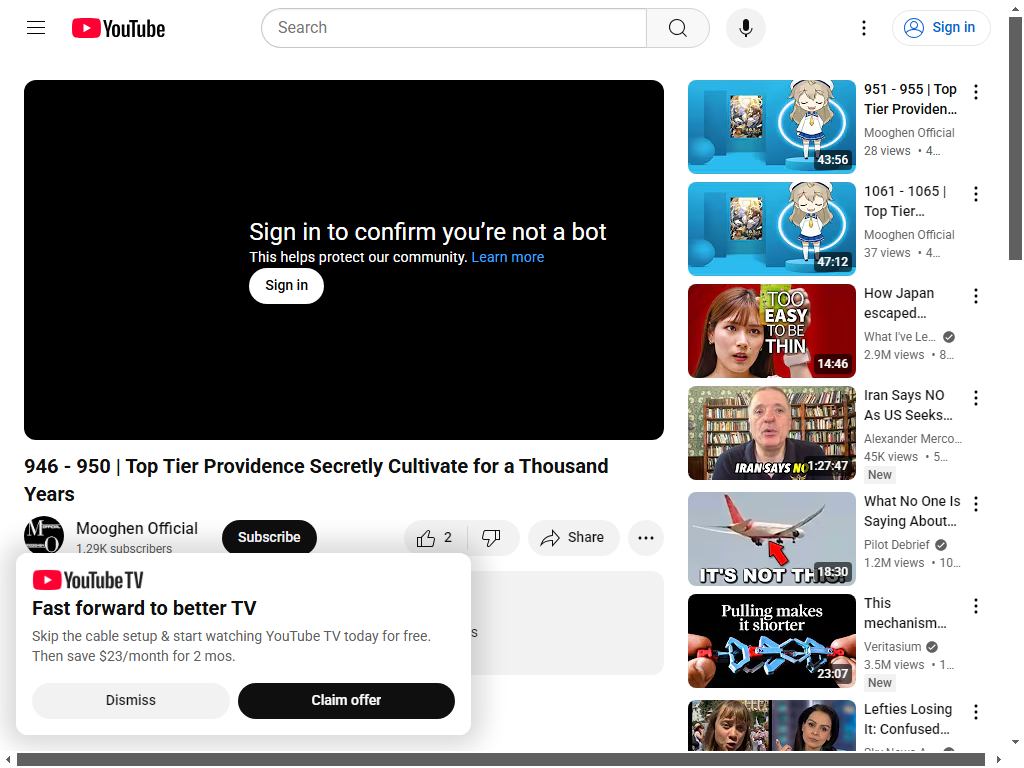 YouTube
Search
Sign in
Sign in to confirm you’re not a bot
This helps protect our community. Learn more
Sign in
946 - 950 | Top Tier Providence Secretly Cultivate for a Thousand
Years
Mooghen Official
1.29K subscribers
Subscribe
2
Share
YouTube TV
Fast forward to better TV
Skip the cable setup & start watching YouTube TV today for free.
Then save $23/month for 2 mos.
Dismiss
Claim offer
43:56
951 - 955 | Top
Tier Providen…
Mooghen Official
28 views • 4…
47:12
1061 - 1065 |
Top Tier…
Mooghen Official
37 views • 4…
TOO
EASY
TO BE
THIN
14:46
How Japan
escaped…
What I've Le…
2.9M views • 8…
IRAN SAYS NO
1:27:47
Iran Says NO
As US Seeks…
Alexander Merco…
45K views • 5…
New
IT'S NOT THIS!
18:30
What No One Is
Saying About…
Pilot Debrief
1.2M views • 10…
Pulling makes
it shorter
23:07
This
mechanism…
Veritasium
3.5M views • 1…
New
Lefties Losing
It: Confused…